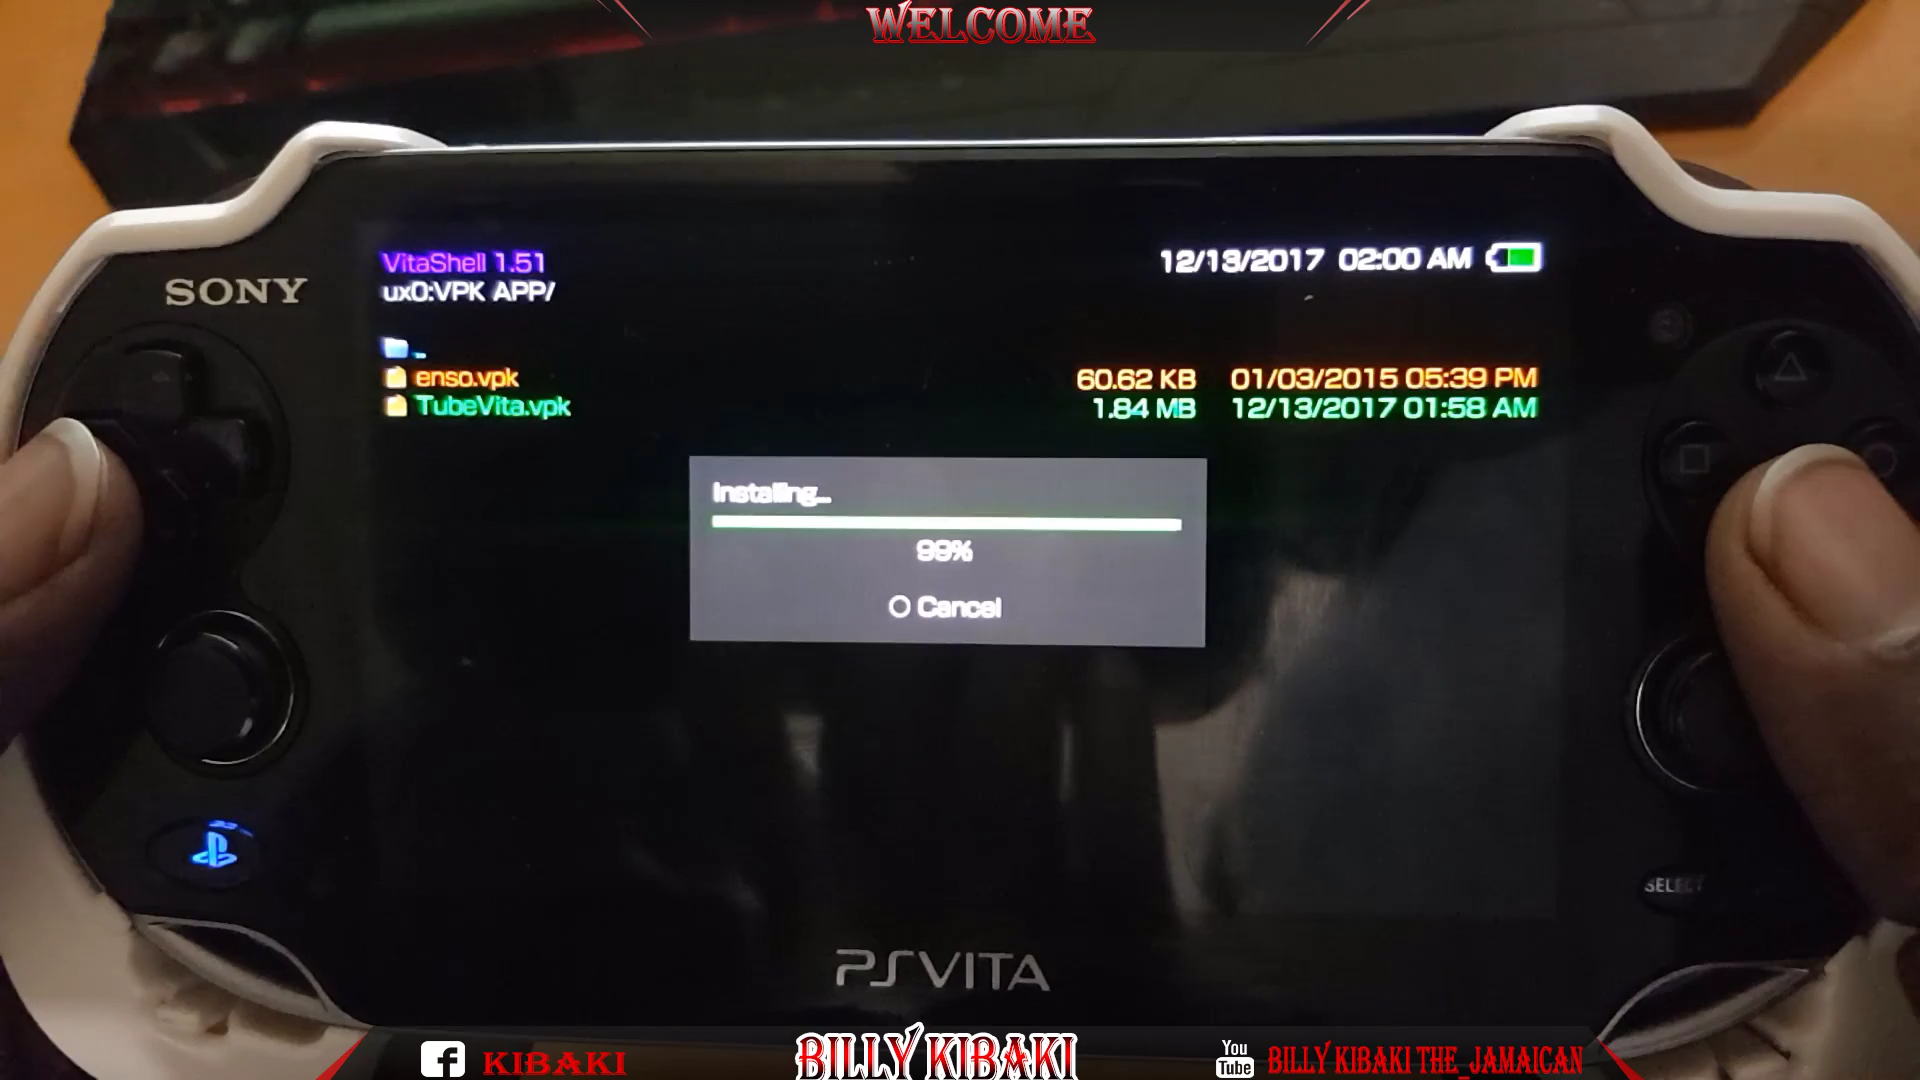 WELCOME
SONY
VitaShell 1.51
12/13/2017 02:00 AM
ux0:VPK APP/
..
enso.vpk 60.62 KB 01/03/2015 05:39 PM
TubeVita.vpk 1.84 MB 12/13/2017 01:58 AM
Installing...
99%
Cancel
SELECT
PSVITA
f KIBAKI
BILLY KIBAKI
You Tube BILLY KIBAKI THE_JAMAICAN